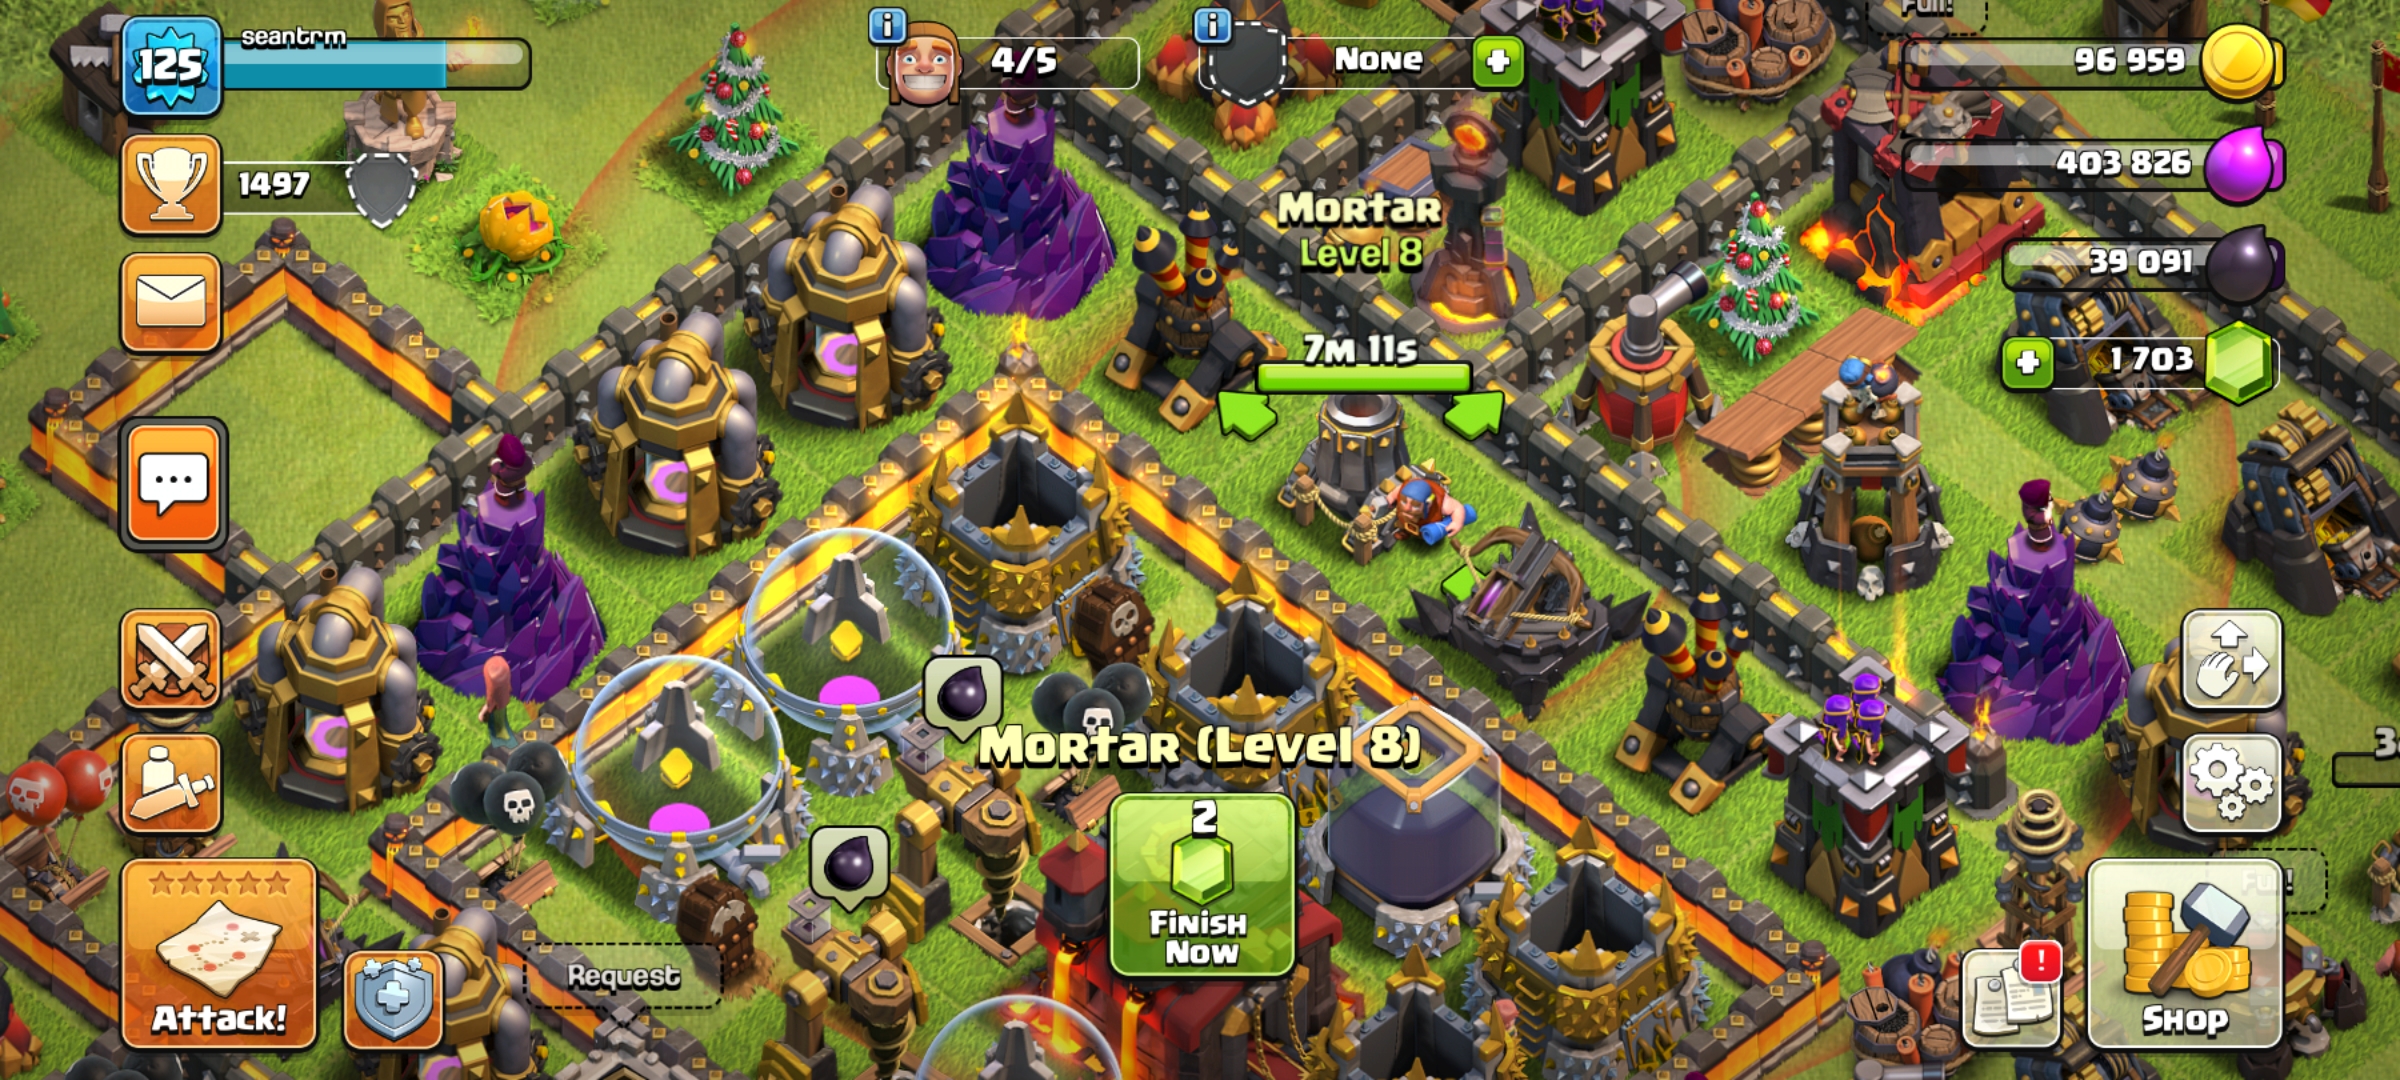 Full!
seantrm
125
4/5
None
96 959
1497
403 826
Mortar
Level 8
39 091
7M 11s
1 703
Mortar (Level 8)
2
Finish
Now
Request
Attack!
!
Shop